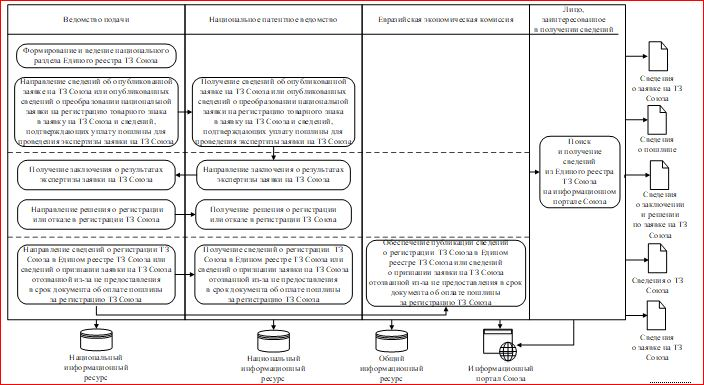 Ведомство подачи
Национальное патентное ведомство
Евразийская экономическая комиссия
Лицо,
заинтересованное
в получении сведений
Формирование и ведение национального
раздела Единого реестра ТЗ Союза
Направление сведений об опубликованной
заявке на ТЗ Союза или опубликованных
сведений о преобразовании национальной
заявки на регистрацию товарного знака
в заявку на ТЗ Союза и сведений,
подтверждающих уплату пошлины для
проведения экспертизы заявки на ТЗ Союза
Получение сведений об опубликованной
заявке на ТЗ Союза или опубликованных
сведений о преобразовании национальной
заявки на регистрацию товарного знака
в заявку на ТЗ Союза и сведений,
подтверждающих уплату пошлины для
проведения экспертизы заявки на ТЗ Союза
Получение заключения о результатах
экспертизы заявки на ТЗ Союза
Направление заключения о результатах
экспертизы заявки на ТЗ Союза
Направление решения о регистрации
или отказе в регистрации ТЗ Союза
Получение решения о регистрации
или отказе в регистрации ТЗ Союза
Направление сведений о регистрации ТЗ
Союза в Едином реестре ТЗ Союза или
сведений о признании заявки на ТЗ Союза
отозванной из-за не предоставления
в срок документа об оплате пошлины
за регистрацию ТЗ Союза
Получение сведений о регистрации ТЗ
Союза в Едином реестре ТЗ Союза или
сведений о признании заявки на ТЗ Союза
отозванной из-за не предоставления
в срок документа об оплате пошлины
за регистрацию ТЗ Союза
Обеспечение публикации сведений
о регистрации ТЗ Союза в Едином
реестре ТЗ Союза или сведений
о признании заявки на ТЗ Союза
отозванной из-за не предоставления в срок
документа об оплате пошлины
за регистрацию ТЗ Союза
Поиск
и получение
сведений
из Единого реестра
ТЗ Союза
на информационном
портале Союза
Сведения
о заявке на ТЗ
Союза
Сведения
о пошлине
Сведения
о заключении
и решении
по заявке на ТЗ
Союза
Сведения о ТЗ
Союза
Сведения
о заявке на ТЗ
Союза
Национальный
информационный
ресурс
Национальный
информационный
ресурс
Общий
информационный
ресурс
Информационный
портал Союза